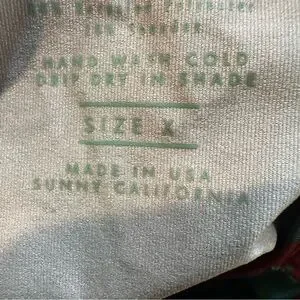 HAND WASH COLD
DRIP DRY IN SHADE
SIZE X
MADE IN USA
SUNNY CALIFORNIA